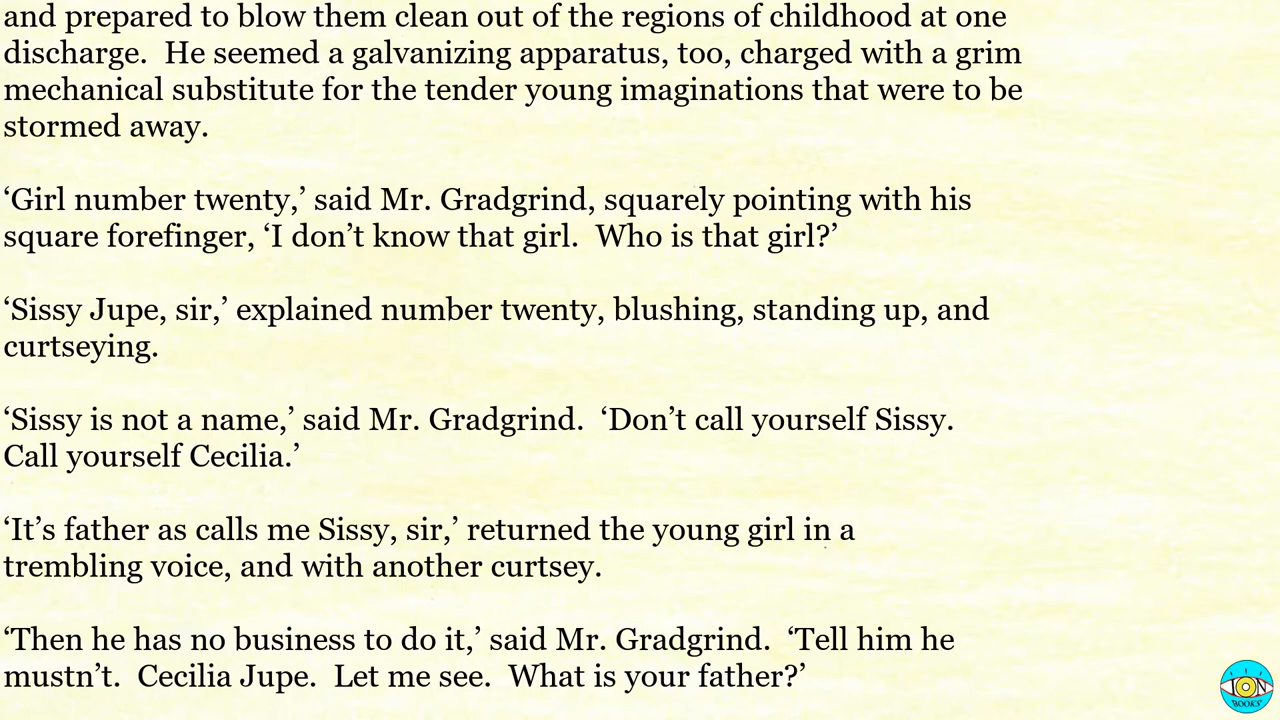 and prepared to blow them clean out of the regions of childhood at one
discharge.  He seemed a galvanizing apparatus, too, charged with a grim
mechanical substitute for the tender young imaginations that were to be
stormed away.
‘Girl number twenty,’ said Mr. Gradgrind, squarely pointing with his
square forefinger, ‘I don’t know that girl.  Who is that girl?’
‘Sissy Jupe, sir,’ explained number twenty, blushing, standing up, and
curtseying.
‘Sissy is not a name,’ said Mr. Gradgrind.  ‘Don’t call yourself Sissy.
Call yourself Cecilia.’
‘It’s father as calls me Sissy, sir,’ returned the young girl in a
trembling voice, and with another curtsey.
‘Then he has no business to do it,’ said Mr. Gradgrind.  ‘Tell him he
mustn’t.  Cecilia Jupe.  Let me see.  What is your father?’
ION
BOOKS